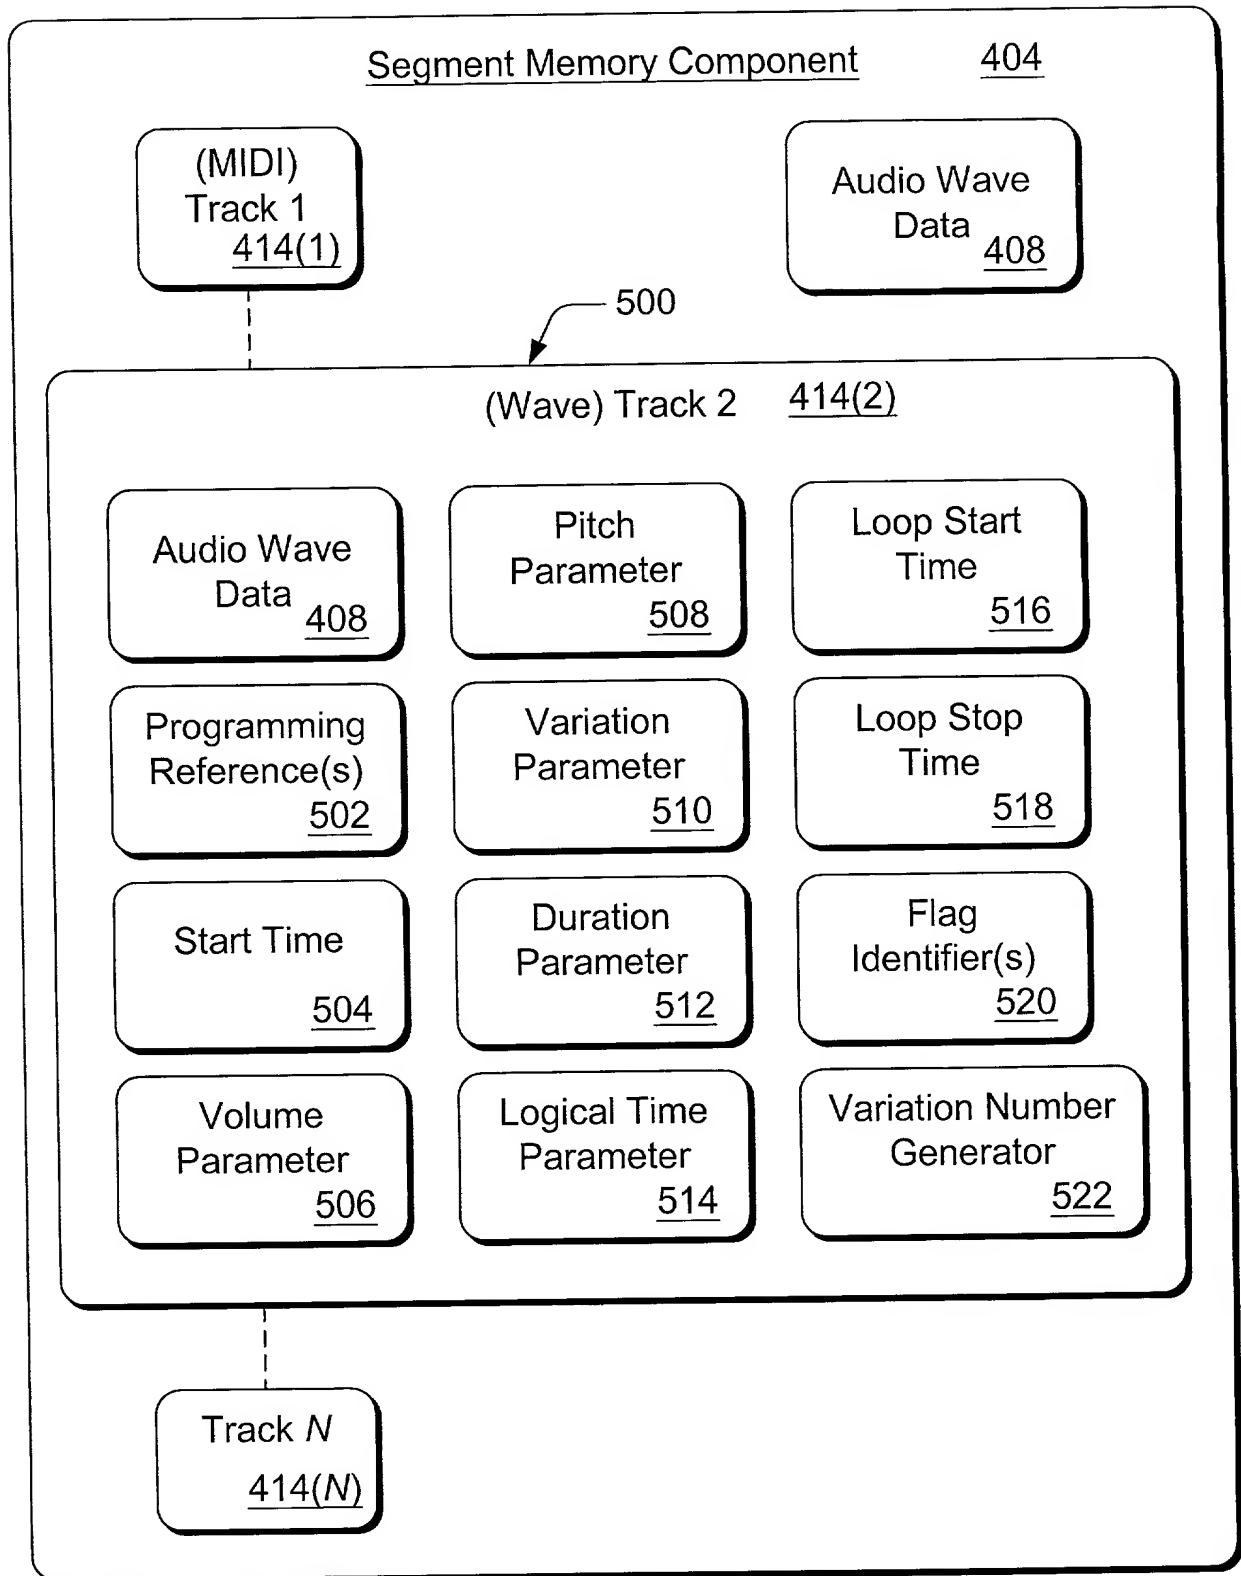 Segment Memory Component 404
(MIDI)
Track 1
414(1)
Audio Wave
Data
408
500
(Wave) Track 2 414(2)
Audio Wave
Data
408
Pitch
Parameter
508
Loop Start
Time
516
Programming
Reference(s)
502
Variation
Parameter
510
Loop Stop
Time
518
Start Time
504
Duration
Parameter
512
Flag
Identifier(s)
520
Volume
Parameter
506
Logical Time
Parameter
514
Variation Number
Generator
522
Track N
414(N)